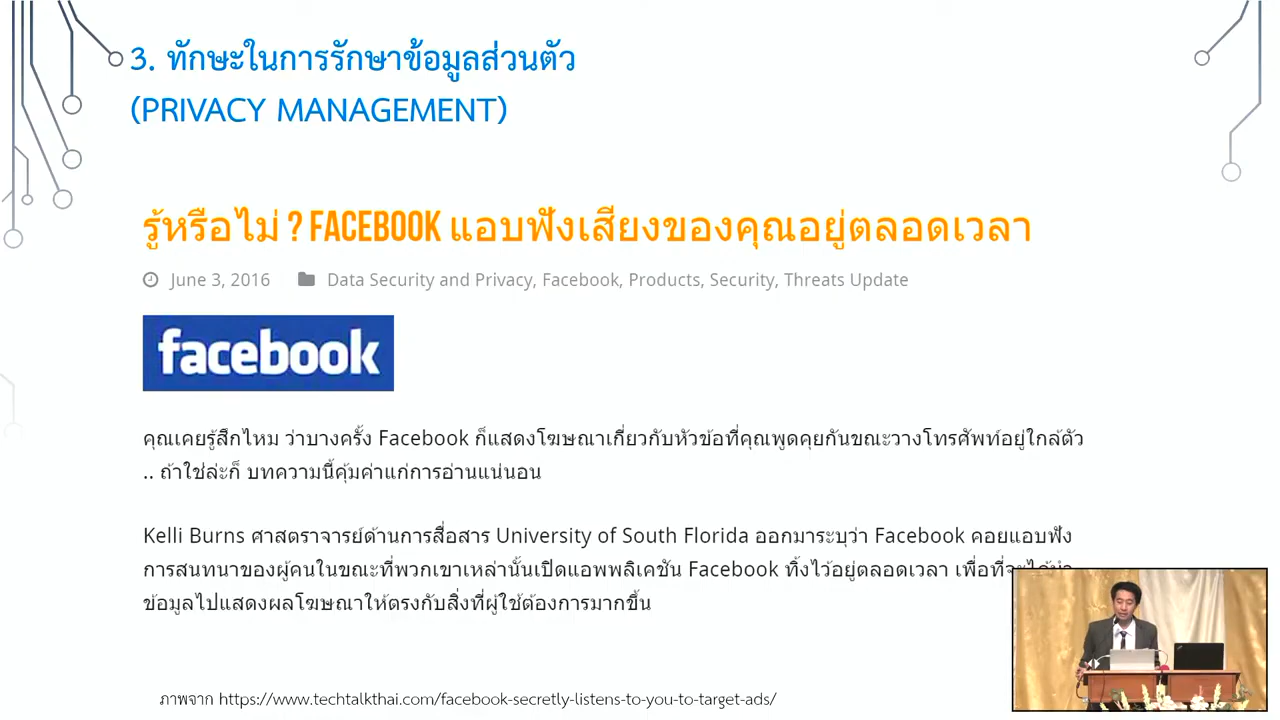 3. ทักษะในการรักษาข้อมูลส่วนตัว
(PRIVACY MANAGEMENT)
รู้หรือไม่ ? FACEBOOK แอบฟังเสียงของคุณอยู่ตลอดเวลา
June 3, 2016 Data Security and Privacy, Facebook, Products, Security, Threats Update
facebook
คุณเคยรู้สึกไหม ว่าบางครั้ง Facebook ก็แสดงโฆษณาเกี่ยวกับหัวข้อที่คุณพูดคุยกันขณะวางโทรศัพท์อยู่ใกล้ตัว
.. ถ้าใช่ล่ะก็ บทความนี้คุ้มค่าแก่การอ่านแน่นอน
Kelli Burns ศาสตราจารย์ด้านการสื่อสาร University of South Florida ออกมาระบุว่า Facebook คอยแอบฟัง
การสนทนาของผู้คนในขณะที่พวกเขาเหล่านั้นเปิดแอพพลิเคชัน Facebook ทิ้งไว้อยู่ตลอดเวลา เพื่อที่
ข้อมูลไปแสดงผลโฆษณาให้ตรงกับสิ่งที่ผู้ใช้ต้องการมากขึ้น
ภาพจาก https://www.techtalkthai.com/facebook-secretly-listens-to-you-to-target-ads/